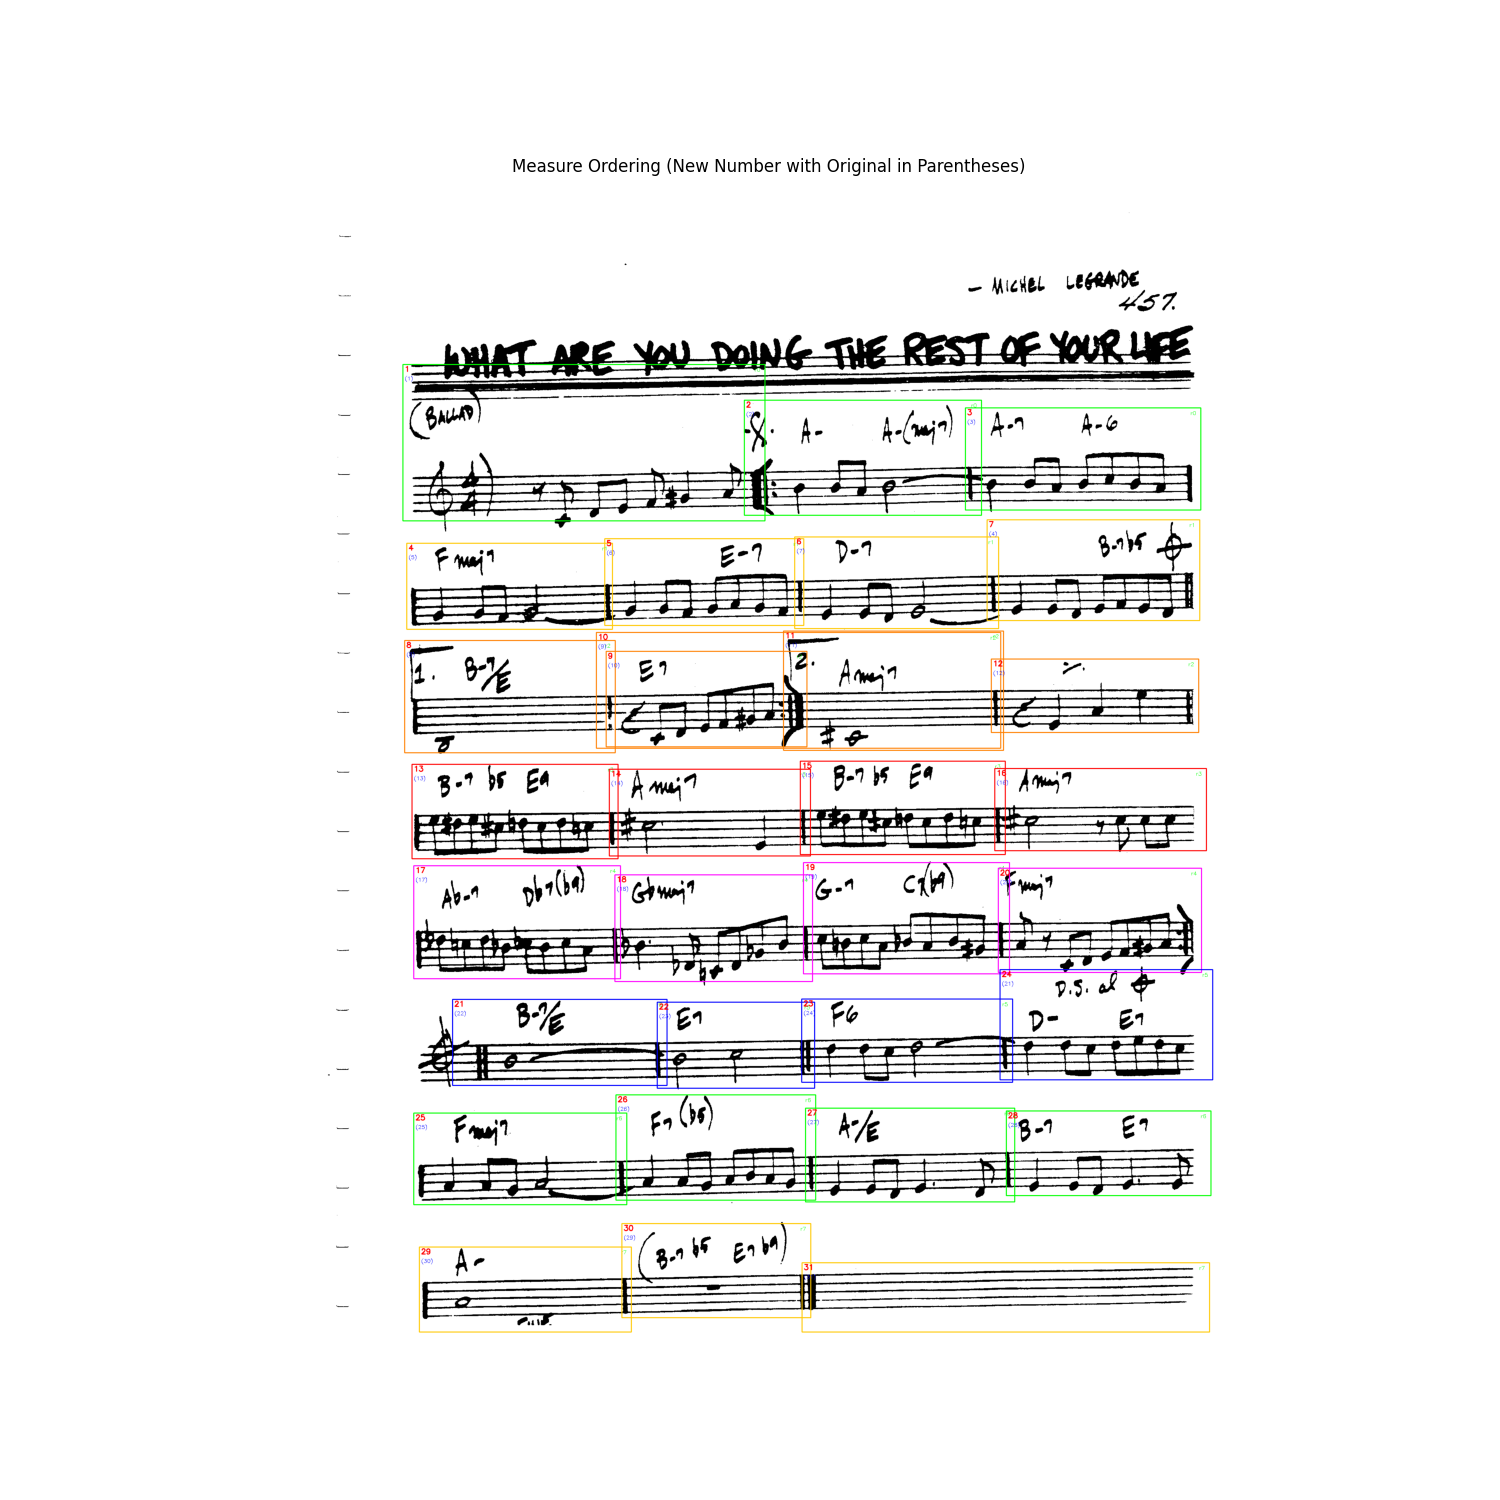 Measure Ordering (New Number with Original in Parentheses)
— MICHEL LEGRANDE
457.
WHAT ARE YOU DOING THE REST OF YOUR LIFE
1
(1)
(BALLAD)
2 A- A-(maj7)
3 A-7 A-6
(3)
4 Fmaj7
(5)
5 E-7
(6)
6 D-7
(7)
7 B-7b5
(4)
8 1. B-7/E
10
(9)
9 E7
(10)
11 2. Amaj7
12
(12)
13 B-7 b5 E9
(13)
14 Amaj7
(14)
15 B-7 b5 E9
(15)
16 Amaj7
(16)
17 Ab-7 Db7(b9)
(17)
18 Gbmaj7
(18)
19 G-7 C7(b9)
20 Fmaj7
24 D.S. al
(21)
21 B-7/E
(22)
22 E7
(23)
23 F6
(24)
D- E7
25 Fmaj7
(25)
26 F7(b5)
(26)
27 A-/E
(27)
28 B-7 E7
29 A-
(30)
30 (B-7 b5 E7 b9)
(29)
31